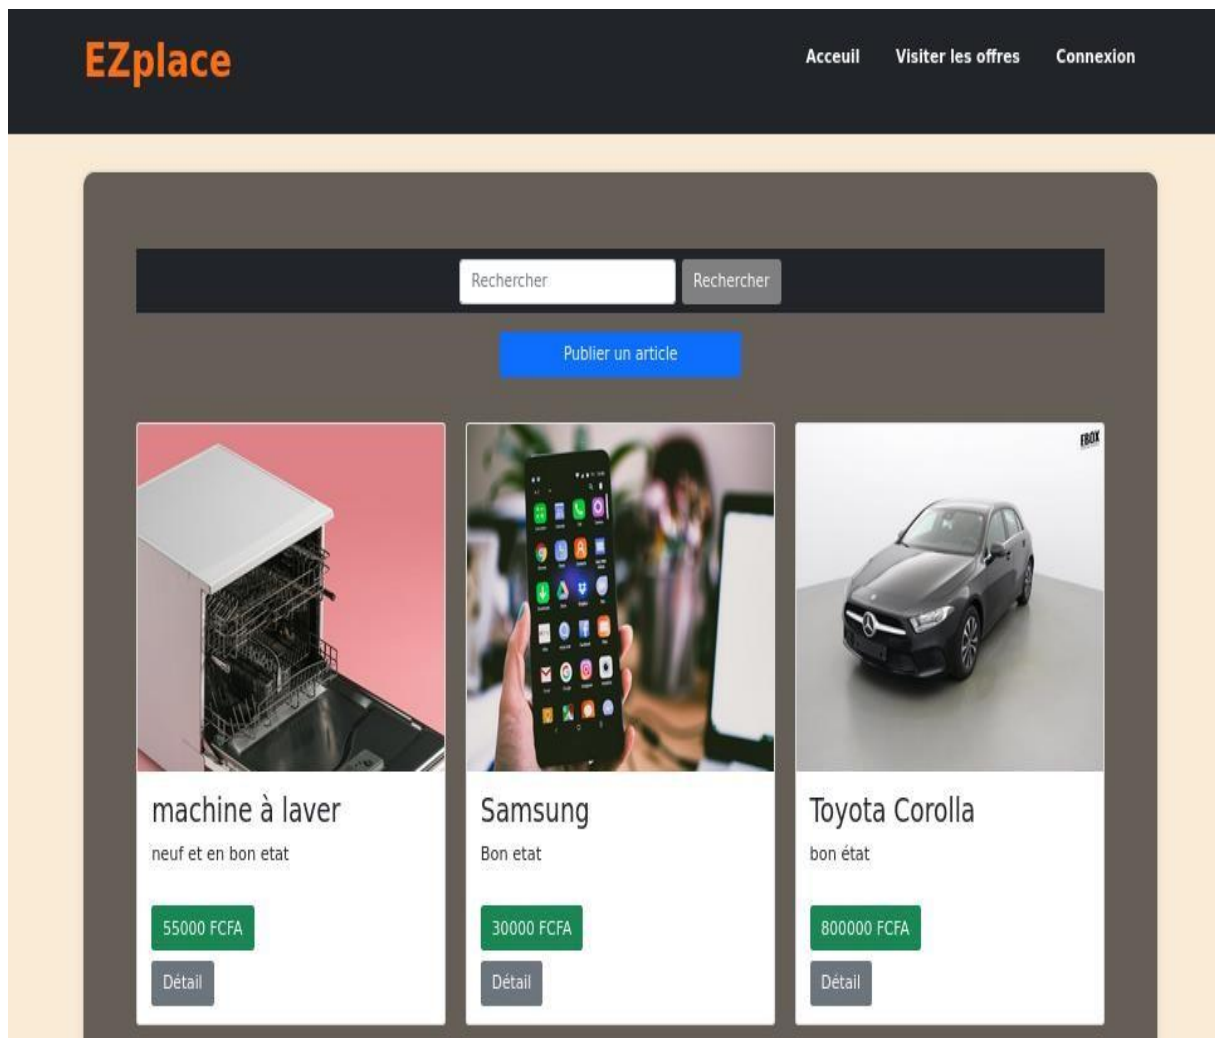 EZplace
Acceuil Visiter les offres Connexion
Rechercher Rechercher
Publier un article
EBOX
machine à laver
neuf et en bon etat
55000 FCFA
Détail
Samsung
Bon etat
30000 FCFA
Détail
Toyota Corolla
bon état
800000 FCFA
Détail